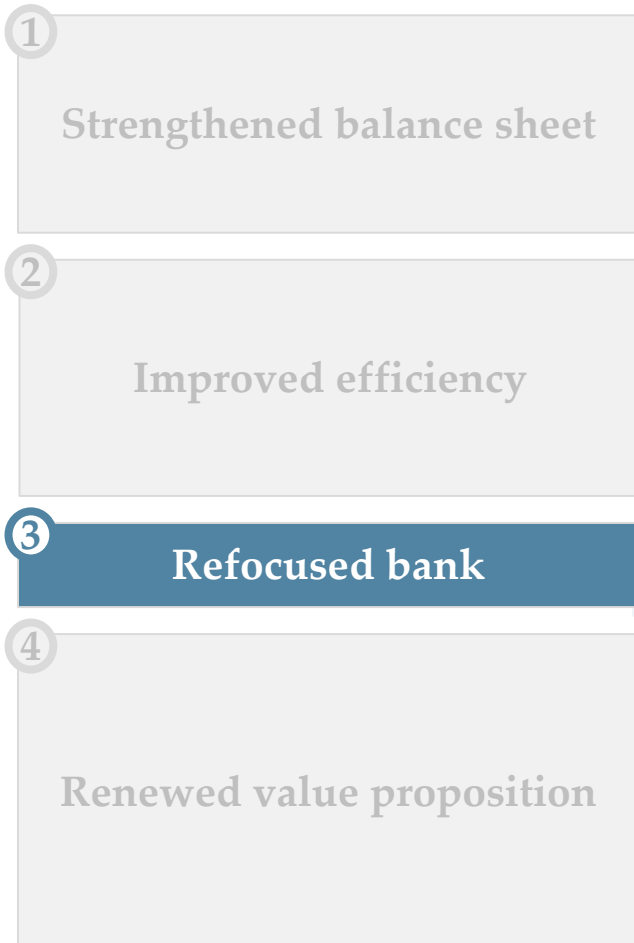 1
Strengthened balance sheet
2
Improved efficiency
3
Refocused bank
4
Renewed value proposition